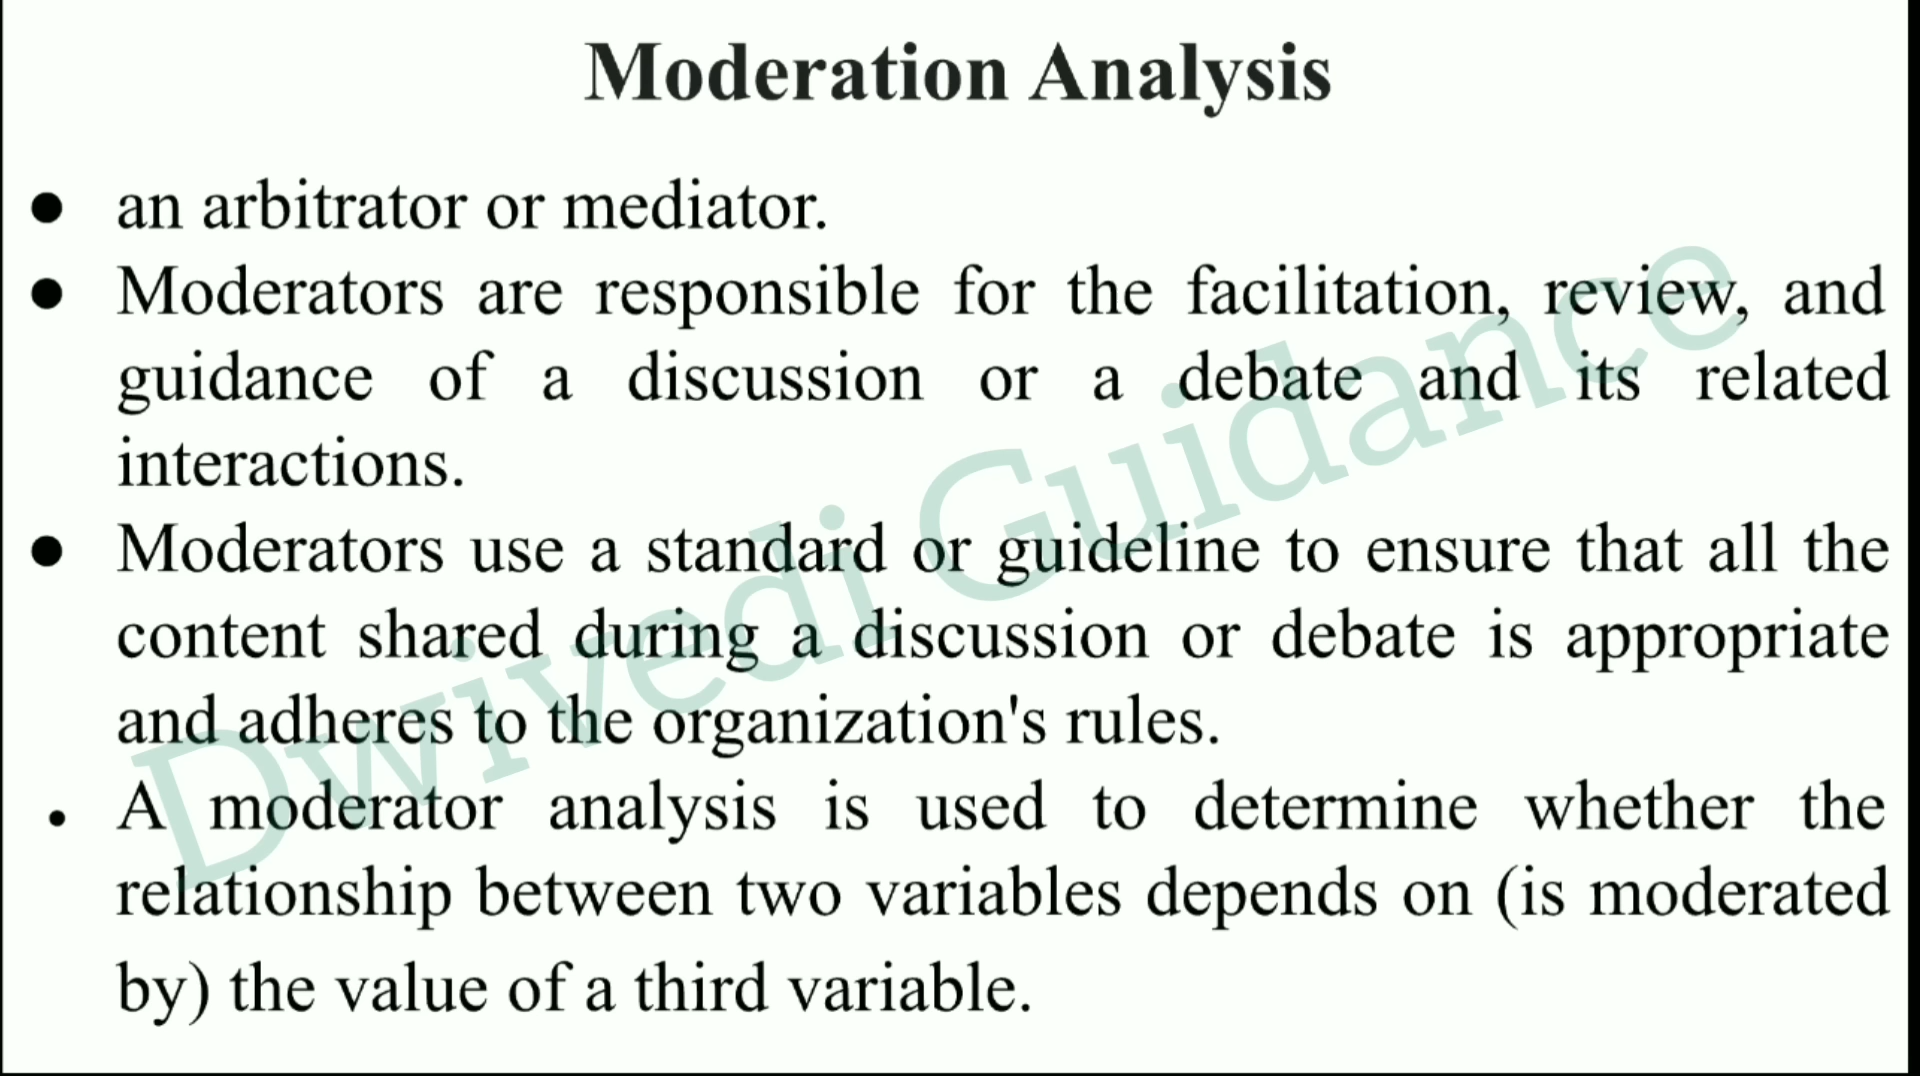 Moderation Analysis
● an arbitrator or mediator.
● Moderators are responsible for the facilitation, review, and
guidance of a discussion or a debate and its related
interactions.
● Moderators use a standard or guideline to ensure that all the
content shared during a discussion or debate is appropriate
and adheres to the organization's rules.
• A moderator analysis is used to determine whether the
relationship between two variables depends on (is moderated
by) the value of a third variable.
Dwivedi Guidance